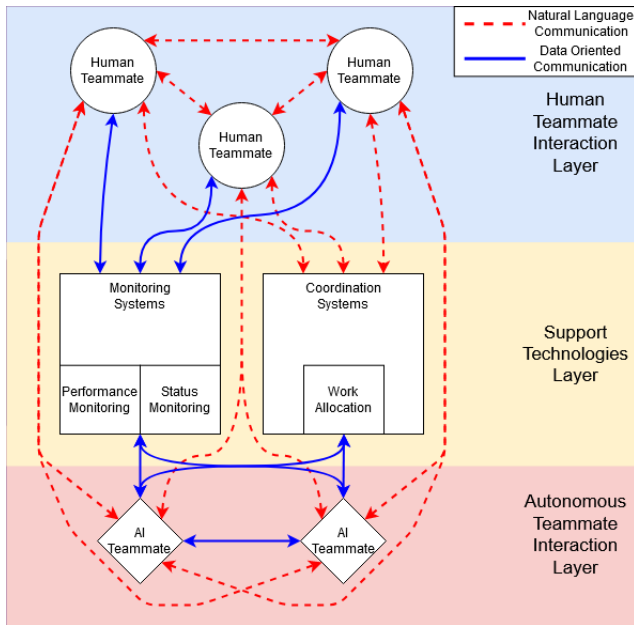 Natural Language
Communication
Data Oriented
Communication
Human
Teammate
Human
Teammate
Human
Teammate
Human
Teammate
Interaction
Layer
Monitoring
Systems
Performance
Monitoring
Status
Monitoring
Coordination
Systems
Work
Allocation
Support
Technologies
Layer
AI
Teammate
AI
Teammate
Autonomous
Teammate
Interaction
Layer